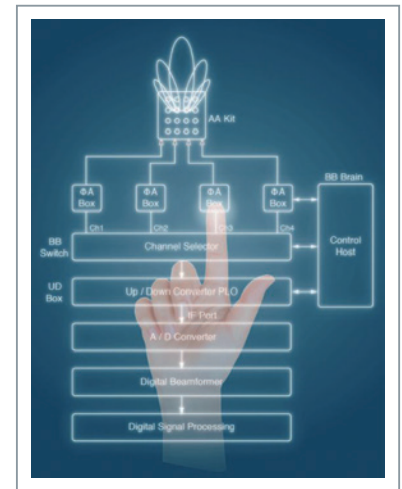 AA Kit
BB Brain
ΦA
Box
ΦA
Box
ΦA
Box
ΦA
Box
Ch1
Ch2
Ch3
Ch4
BB
Switch
Channel Selector
Control
Host
UD
Box
Up / Down Converter PLO
IF Port
A / D Converter
Digital Beamformer
Digital Signal Processing